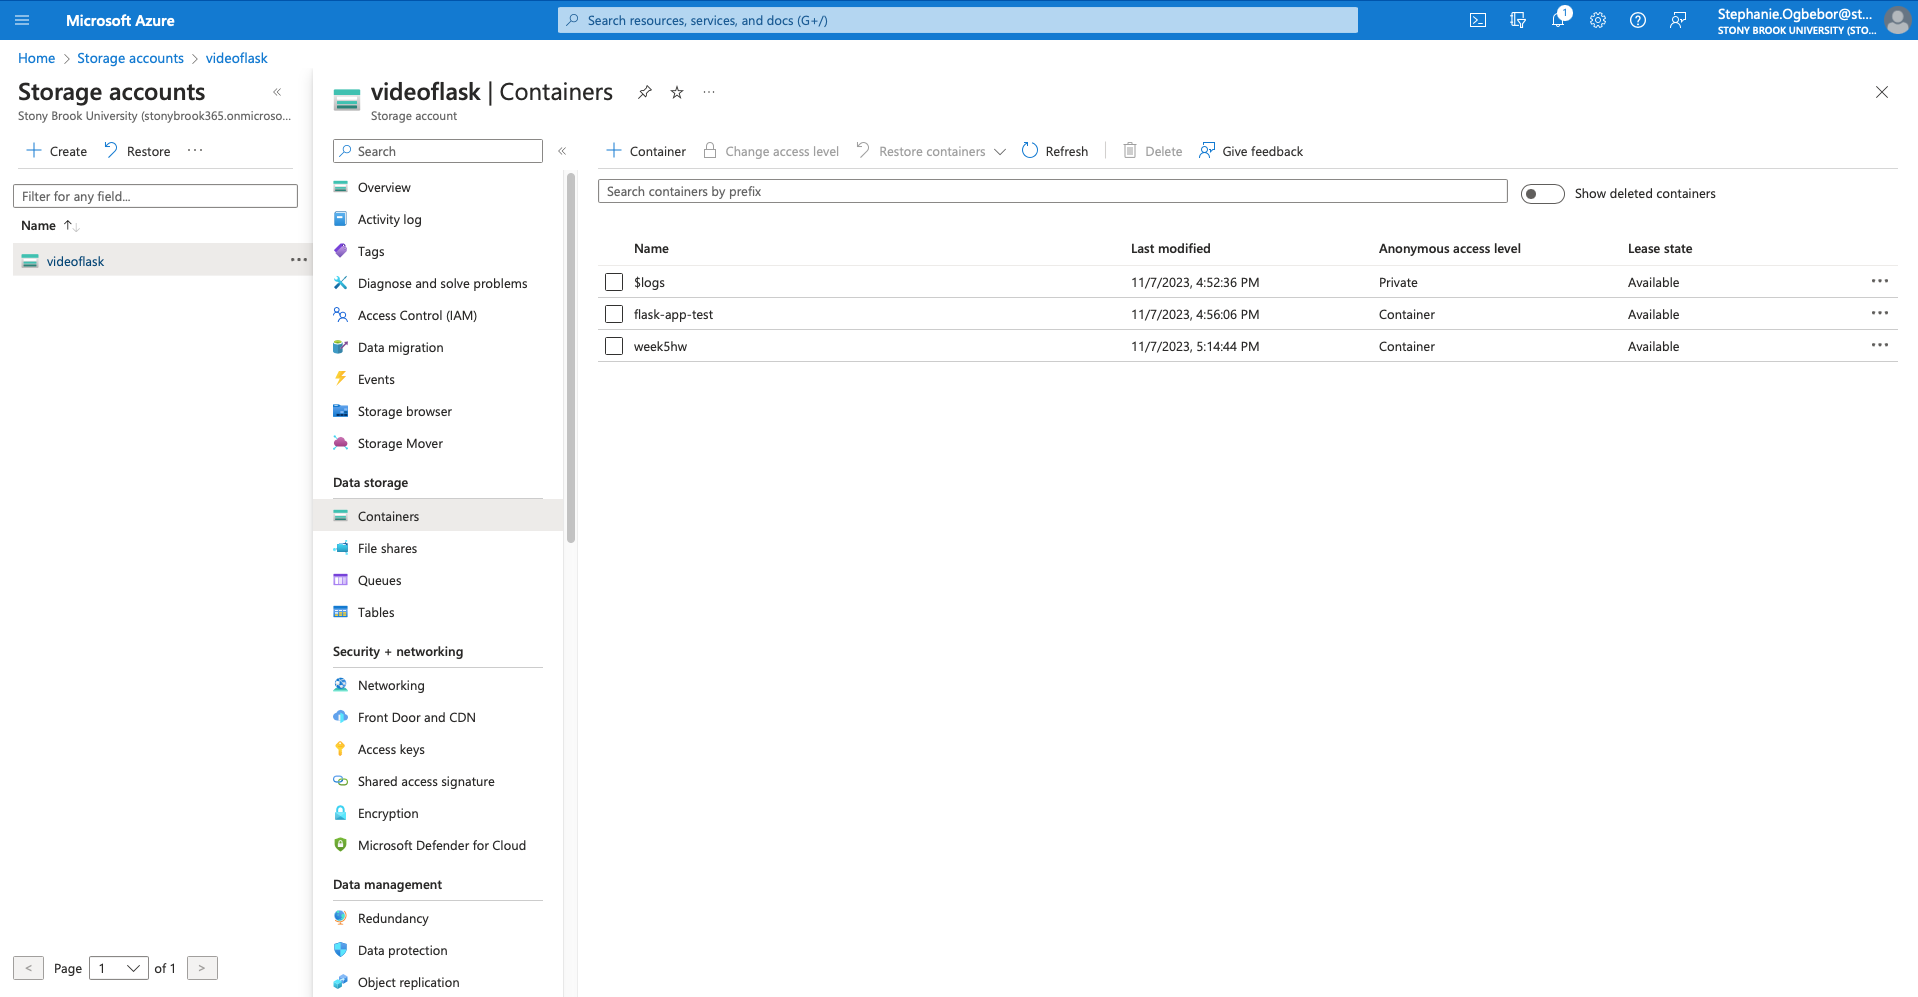 Microsoft Azure
Search resources, services, and docs (G+/)
1
Stephanie.Ogbebor@st...
STONY BROOK UNIVERSITY (STO...
Home > Storage accounts > videoflask
Storage accounts «
Stony Brook University (stonybrook365.onmicroso...
+ Create Restore ...
Filter for any field...
Name ↑↓
videoflask ...
< Page 1 of 1 >
videoflask | Containers ...
Storage account
Search «
Overview
Activity log
Tags
Diagnose and solve problems
Access Control (IAM)
Data migration
Events
Storage browser
Storage Mover
Data storage
Containers
File shares
Queues
Tables
Security + networking
Networking
Front Door and CDN
Access keys
Shared access signature
Encryption
Microsoft Defender for Cloud
Data management
Redundancy
Data protection
Object replication
+ Container Change access level Restore containers Refresh Delete Give feedback
Search containers by prefix Show deleted containers
Name Last modified Anonymous access level Lease state
$logs 11/7/2023, 4:52:36 PM Private Available ...
flask-app-test 11/7/2023, 4:56:06 PM Container Available ...
week5hw 11/7/2023, 5:14:44 PM Container Available ...